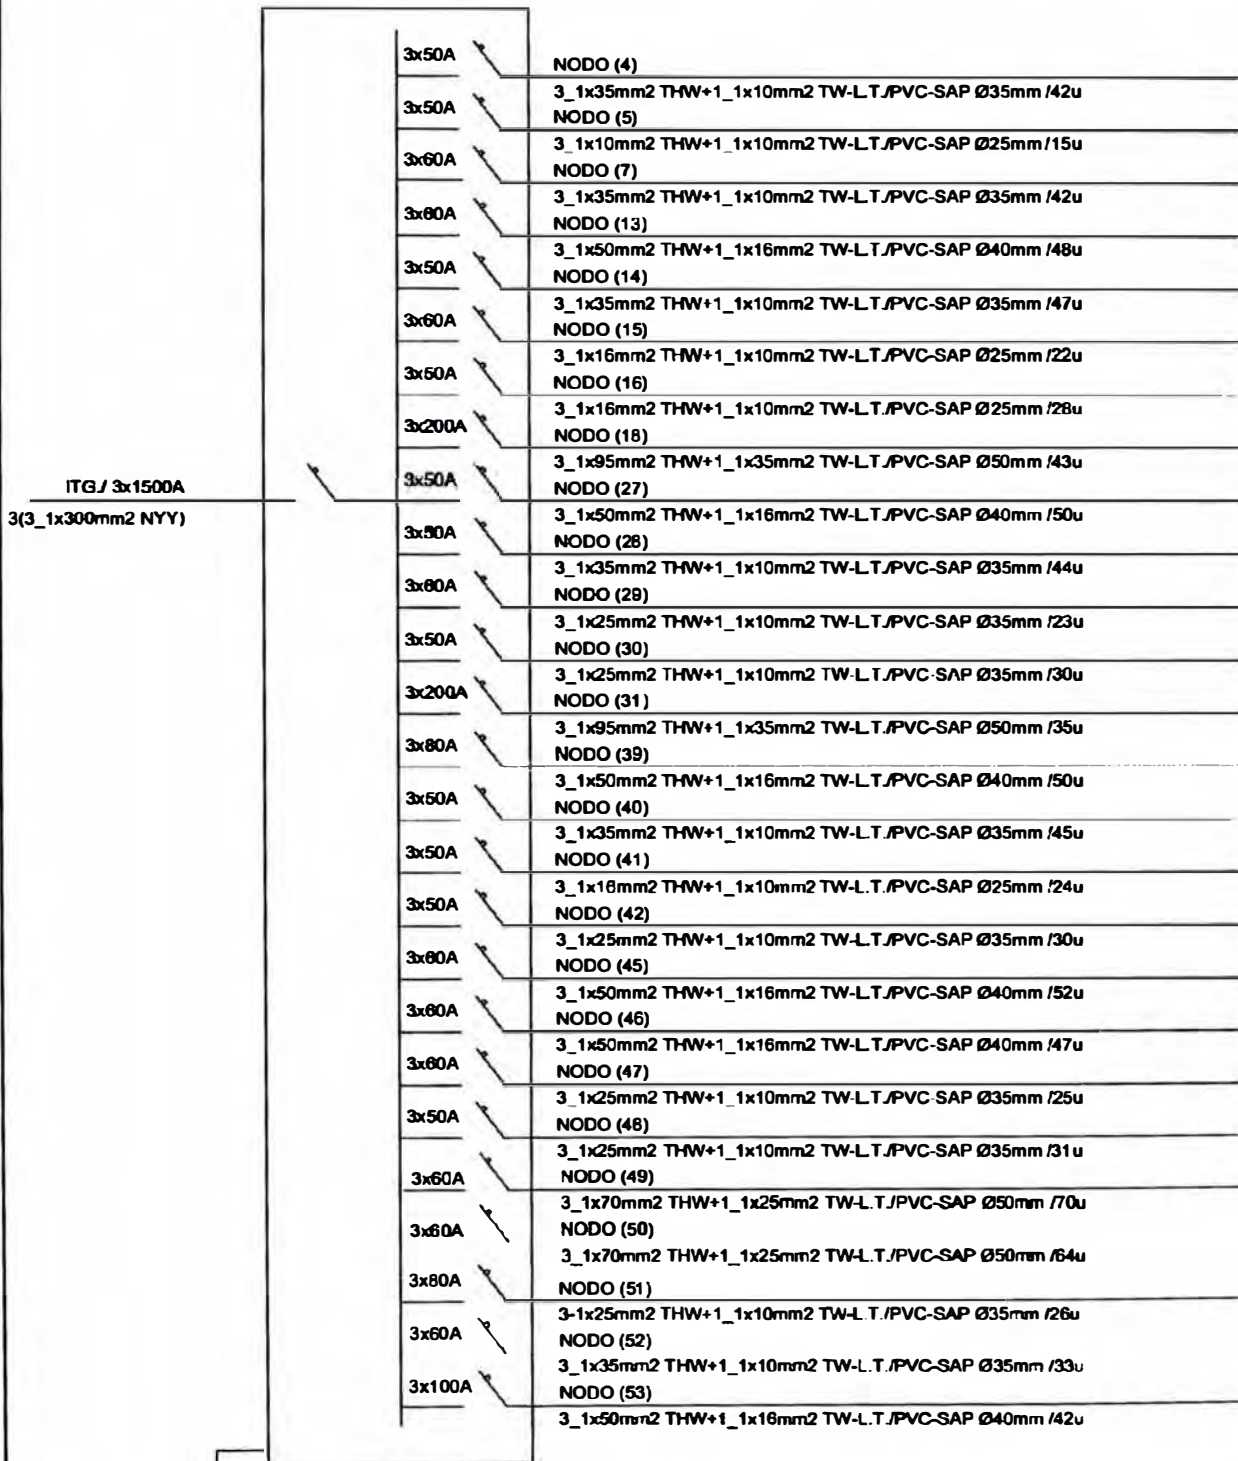 3x50A
NODO (4)
3_1x35mm2 THW+1_1x10mm2 TW-L.T./PVC-SAP Ø35mm /42u
3x50A
NODO (5)
3_1x10mm2 THW+1_1x10mm2 TW-L.T./PVC-SAP Ø25mm /15u
3x60A
NODO (7)
3_1x35mm2 THW+1_1x10mm2 TW-L.T./PVC-SAP Ø35mm /42u
NODO (13)
3_1x50mm2 THW+1_1x16mm2 TW-L.T./PVC-SAP Ø40mm /48u
3x50A
NODO (14)
3_1x35mm2 THW+1_1x10mm2 TW-L.T./PVC-SAP Ø35mm /47u
3x60A
NODO (15)
3_1x16mm2 THW+1_1x10mm2 TW-L.T./PVC-SAP Ø25mm /22u
3x50A
NODO (16)
3_1x16mm2 THW+1_1x10mm2 TW-L.T./PVC-SAP Ø25mm /28u
3x200A
NODO (18)
3_1x95mm2 THW+1_1x35mm2 TW-L.T./PVC-SAP Ø50mm /43u
ITG./ 3x1500A
3(3_1x300mm2 NYY)
3x50A
NODO (27)
3_1x50mm2 THW+1_1x16mm2 TW-L.T./PVC-SAP Ø40mm /50u
NODO (28)
3_1x35mm2 THW+1_1x10mm2 TW-L.T./PVC-SAP Ø35mm /44u
NODO (29)
3_1x25mm2 THW+1_1x10mm2 TW-L.T./PVC-SAP Ø35mm /23u
3x50A
NODO (30)
3_1x25mm2 THW+1_1x10mm2 TW-L.T./PVC-SAP Ø35mm /30u
3x200A
NODO (31)
3_1x95mm2 THW+1_1x35mm2 TW-L.T./PVC-SAP Ø50mm /35u
3x80A
NODO (39)
3_1x50mm2 THW+1_1x16mm2 TW-L.T./PVC-SAP Ø40mm /50u
3x50A
NODO (40)
3_1x35mm2 THW+1_1x10mm2 TW-L.T./PVC-SAP Ø35mm /45u
3x50A
NODO (41)
3_1x16mm2 THW+1_1x10mm2 TW-L.T./PVC-SAP Ø25mm /24u
3x50A
NODO (42)
3_1x25mm2 THW+1_1x10mm2 TW-L.T./PVC-SAP Ø35mm /30u
NODO (45)
3_1x50mm2 THW+1_1x16mm2 TW-L.T./PVC-SAP Ø40mm /52u
3x60A
NODO (46)
3_1x50mm2 THW+1_1x16mm2 TW-L.T./PVC-SAP Ø40mm /47u
3x60A
NODO (47)
3_1x25mm2 THW+1_1x10mm2 TW-L.T./PVC-SAP Ø35mm /25u
3x50A
NODO (48)
3_1x25mm2 THW+1_1x10mm2 TW-L.T./PVC-SAP Ø35mm /31u
3x60A
NODO (49)
3_1x70mm2 THW+1_1x25mm2 TW-L.T./PVC-SAP Ø50mm /70u
3x60A
NODO (50)
3_1x70mm2 THW+1_1x25mm2 TW-L.T./PVC-SAP Ø50mm /64u
3x80A
NODO (51)
3-1x25mm2 THW+1_1x10mm2 TW-L.T./PVC-SAP Ø35mm /26u
3x60A
NODO (52)
3_1x35mm2 THW+1_1x10mm2 TW-L.T./PVC-SAP Ø35mm /33u
3x100A
NODO (53)
3_1x50mm2 THW+1_1x16mm2 TW-L.T./PVC-SAP Ø40mm /42u